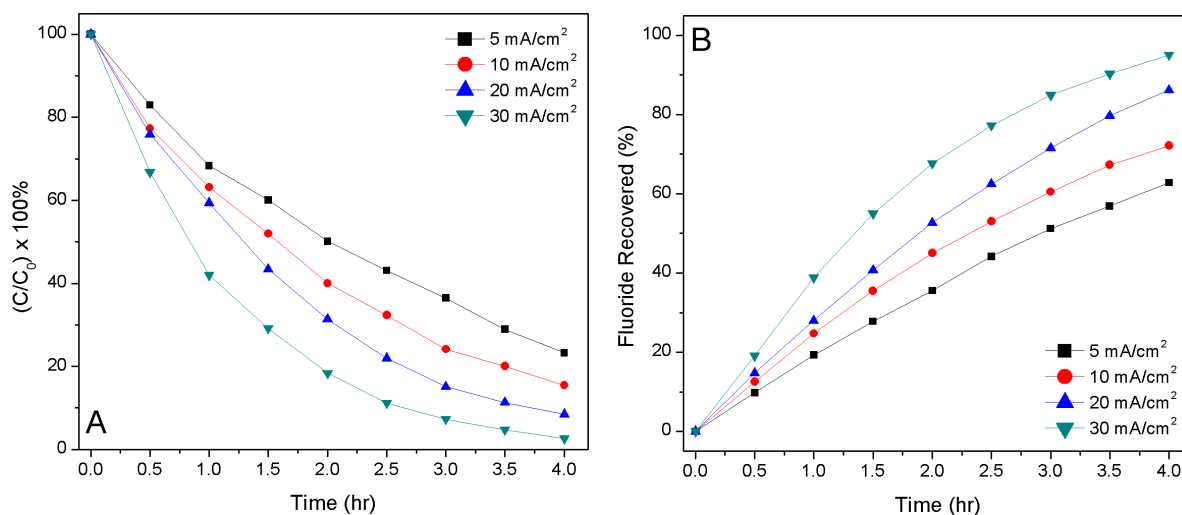 A
(C/C₀) x 100%
100
80
60
40
20
0
0.0 0.5 1.0 1.5 2.0 2.5 3.0 3.5 4.0
Time (hr)
5 mA/cm²
10 mA/cm²
20 mA/cm²
30 mA/cm²
B
Fluoride Recovered (%)
100
80
60
40
20
0
0.0 0.5 1.0 1.5 2.0 2.5 3.0 3.5 4.0
Time (hr)
5 mA/cm²
10 mA/cm²
20 mA/cm²
30 mA/cm²